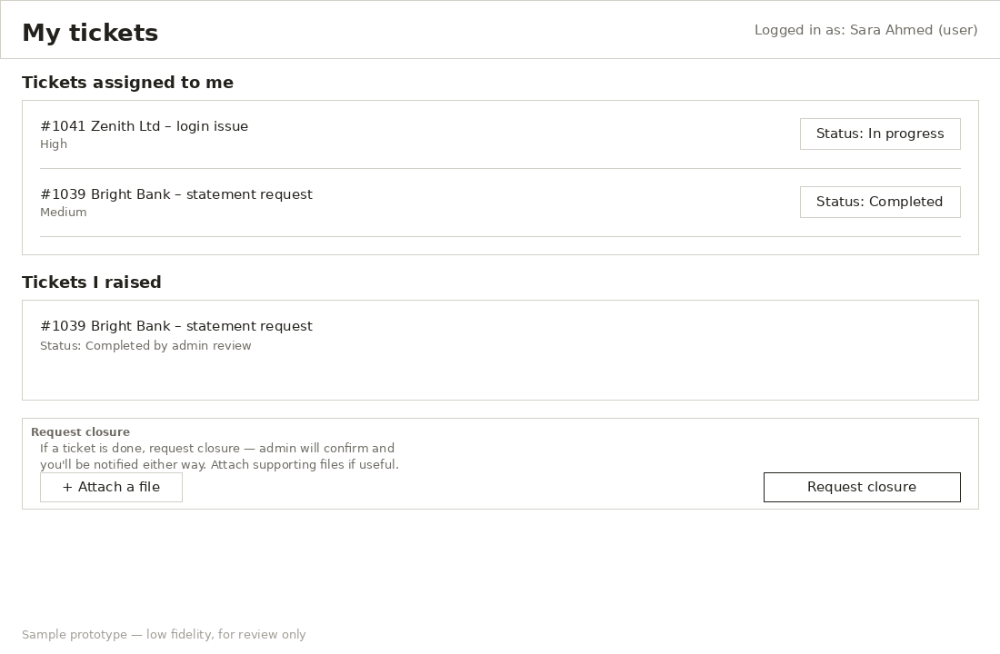 My tickets
Logged in as: Sara Ahmed (user)
Tickets assigned to me
#1041 Zenith Ltd – login issue
High
Status: In progress
#1039 Bright Bank – statement request
Medium
Status: Completed
Tickets I raised
#1039 Bright Bank – statement request
Status: Completed by admin review
Request closure
If a ticket is done, request closure — admin will confirm and
you'll be notified either way. Attach supporting files if useful.
+ Attach a file
Request closure
Sample prototype — low fidelity, for review only